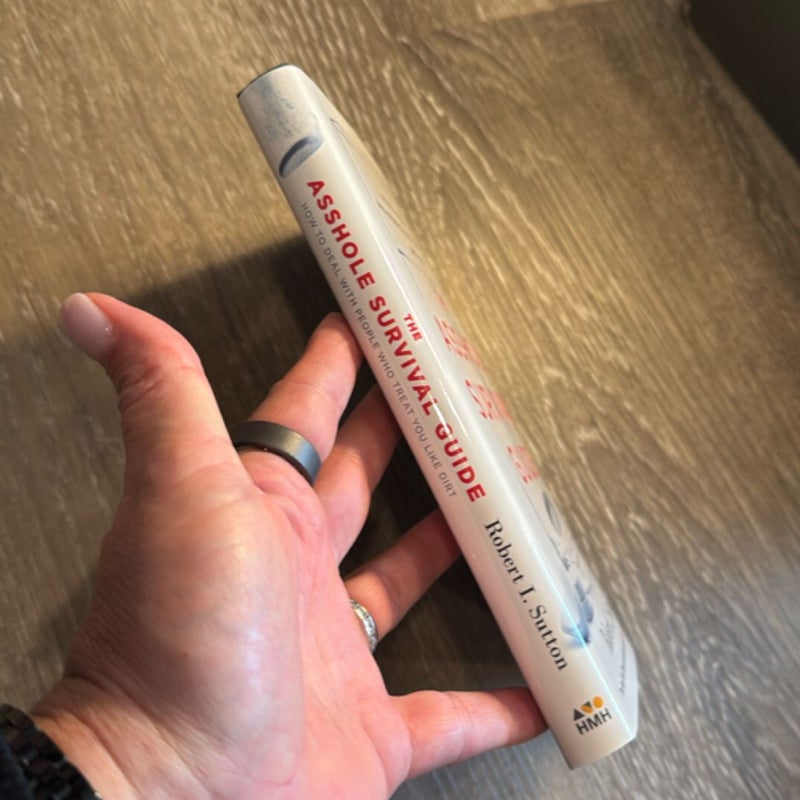 THE
ASSHOLE SURVIVAL GUIDE
HOW TO DEAL WITH PEOPLE WHO TREAT YOU LIKE DIRT
Robert I. Sutton
HMH